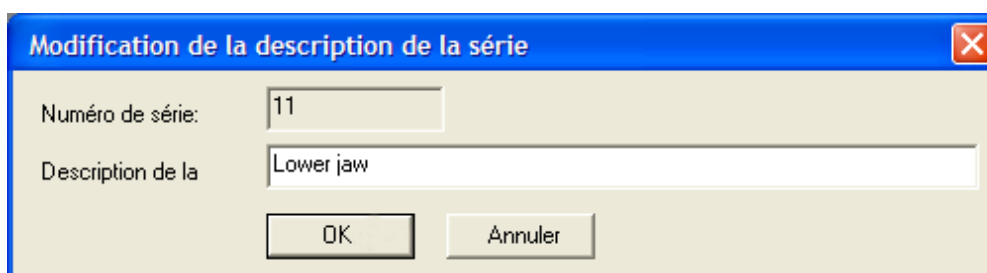 Modification de la description de la série
Numéro de série: 11
Description de la Lower jaw
OK Annuler